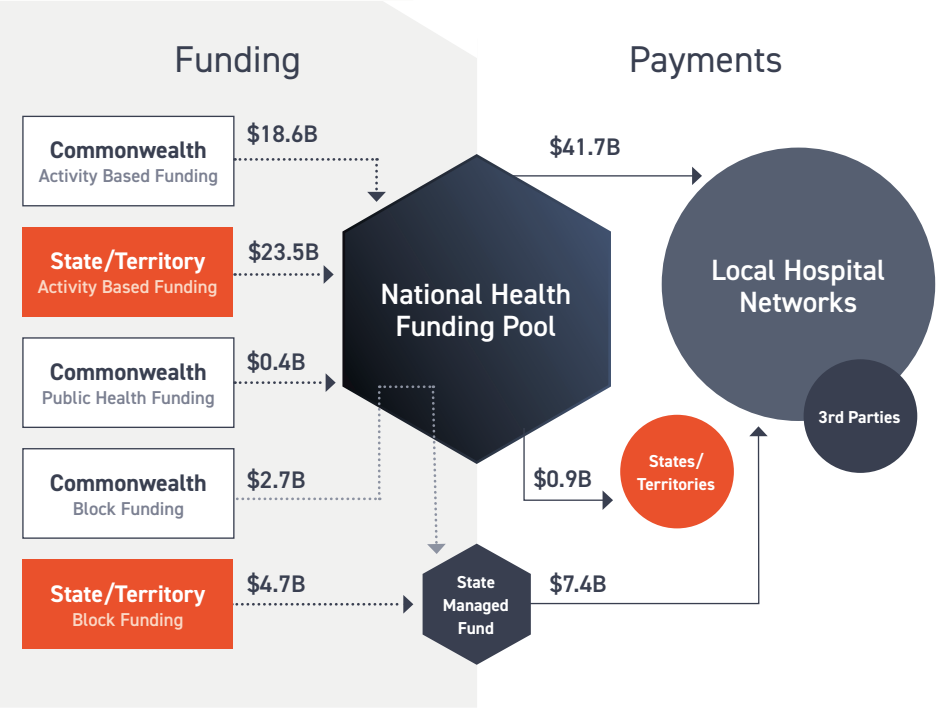 Funding
Payments
Commonwealth
Activity Based Funding
$18.6B
State/Territory
Activity Based Funding
$23.5B
Commonwealth
Public Health Funding
$0.4B
Commonwealth
Block Funding
$2.7B
State/Territory
Block Funding
$4.7B
National Health
Funding Pool
State
Managed
Fund
$41.7B
$0.9B
$7.4B
States/
Territories
Local Hospital
Networks
3rd Parties